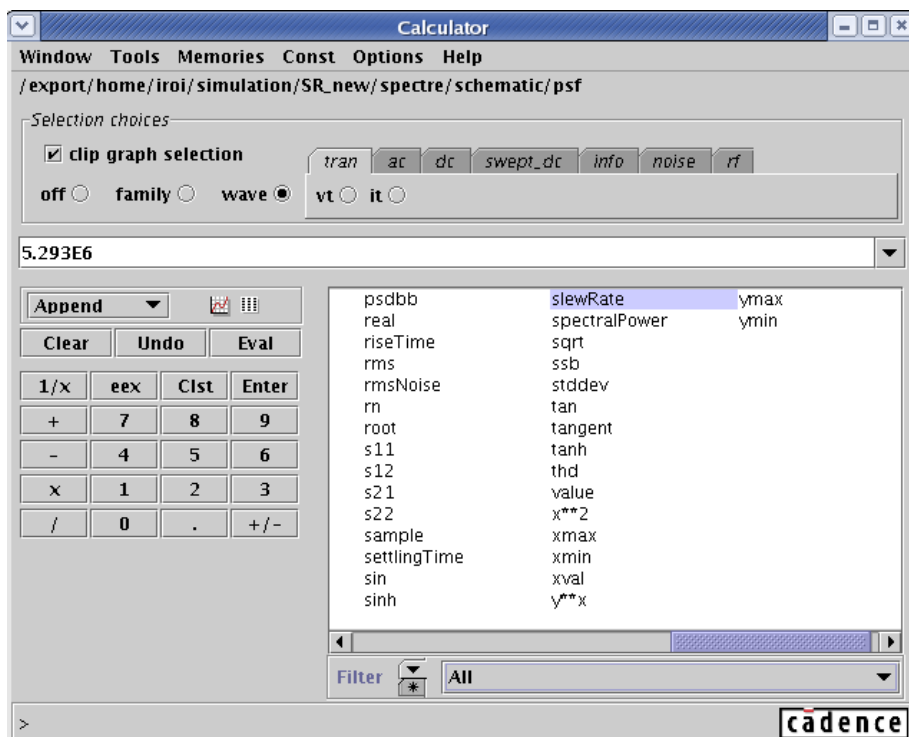 Calculator
Window Tools Memories Const Options Help
/export/home/iroi/simulation/SR_new/spectre/schematic/psf
Selection choices
clip graph selection
tran ac dc swept_dc info noise rf
off family wave vt it
5.293E6
Append
Clear Undo Eval
1/x eex Clst Enter
+ 7 8 9
- 4 5 6
x 1 2 3
/ 0 . +/-
psdbb slewRate ymax
real spectralPower ymin
riseTime sqrt
rms ssb
rmsNoise stddev
rn tan
root tangent
s11 tanh
s12 thd
s21 value
s22 x**2
sample xmax
settlingTime xmin
sin xval
sinh y**x
Filter * All
>
cādence